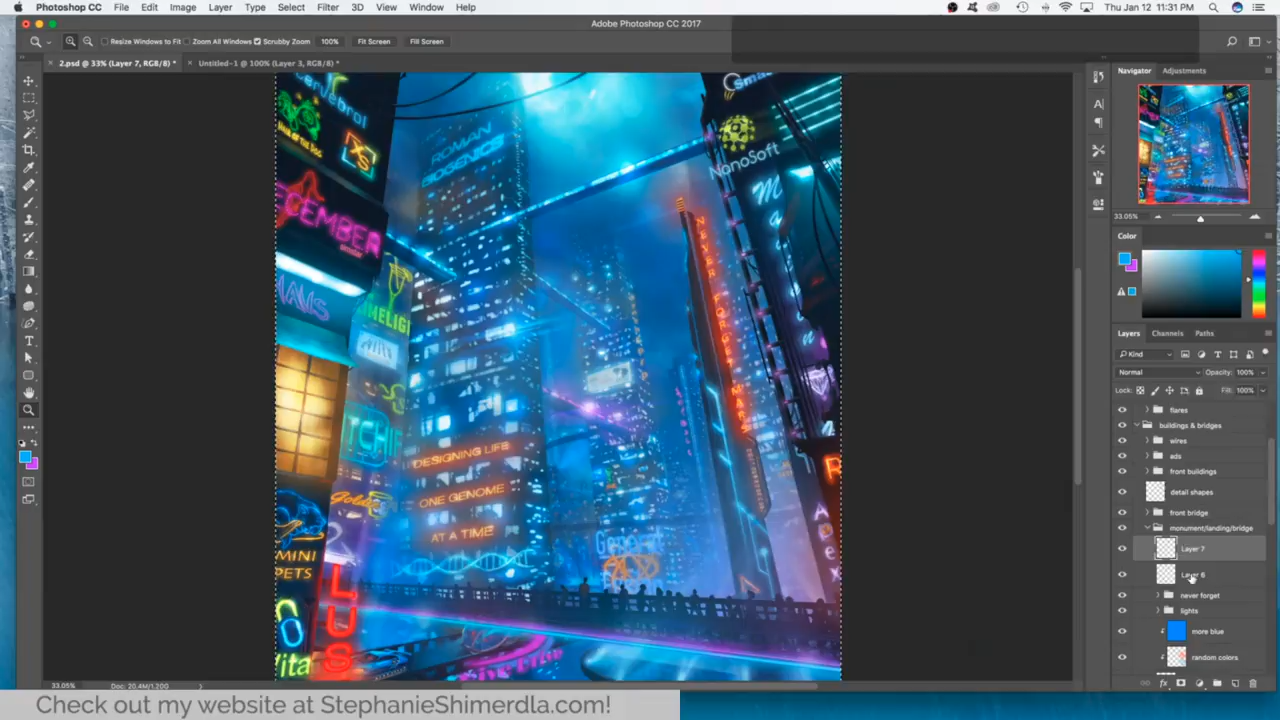 Photoshop CC File Edit Image Layer Type Select Filter 3D View Window Help
Thu Jan 12 11:31 PM
Adobe Photoshop CC 2017
Resize Windows to Fit Zoom All Windows Scrubby Zoom 100% Fit Screen Fill Screen
2.psd @ 33% (Layer 7, RGB/8) *
Untitled-1 @ 100% (Layer 3, RGB/8) *
Navigator Adjustments
33.05%
Color
Layers Channels Paths
Kind
Normal Opacity: 100%
Lock: Fill: 100%
flares
buildings & bridges
wires
ads
front buildings
detail shapes
front bridge
monument/landing/bridge
Layer 7
Layer 6
never forget
lights
more blue
random colors
ROMAN
BIOGENICS
NanoSoft
XS
NEVER FORGET MARS
DESIGNING LIFE
ONE GENOME
AT A TIME
General
MINI
PETS
Vita
LUS
33.05% Doc: 20.4M/1.20G
Check out my website at StephanieShimerdla.com!